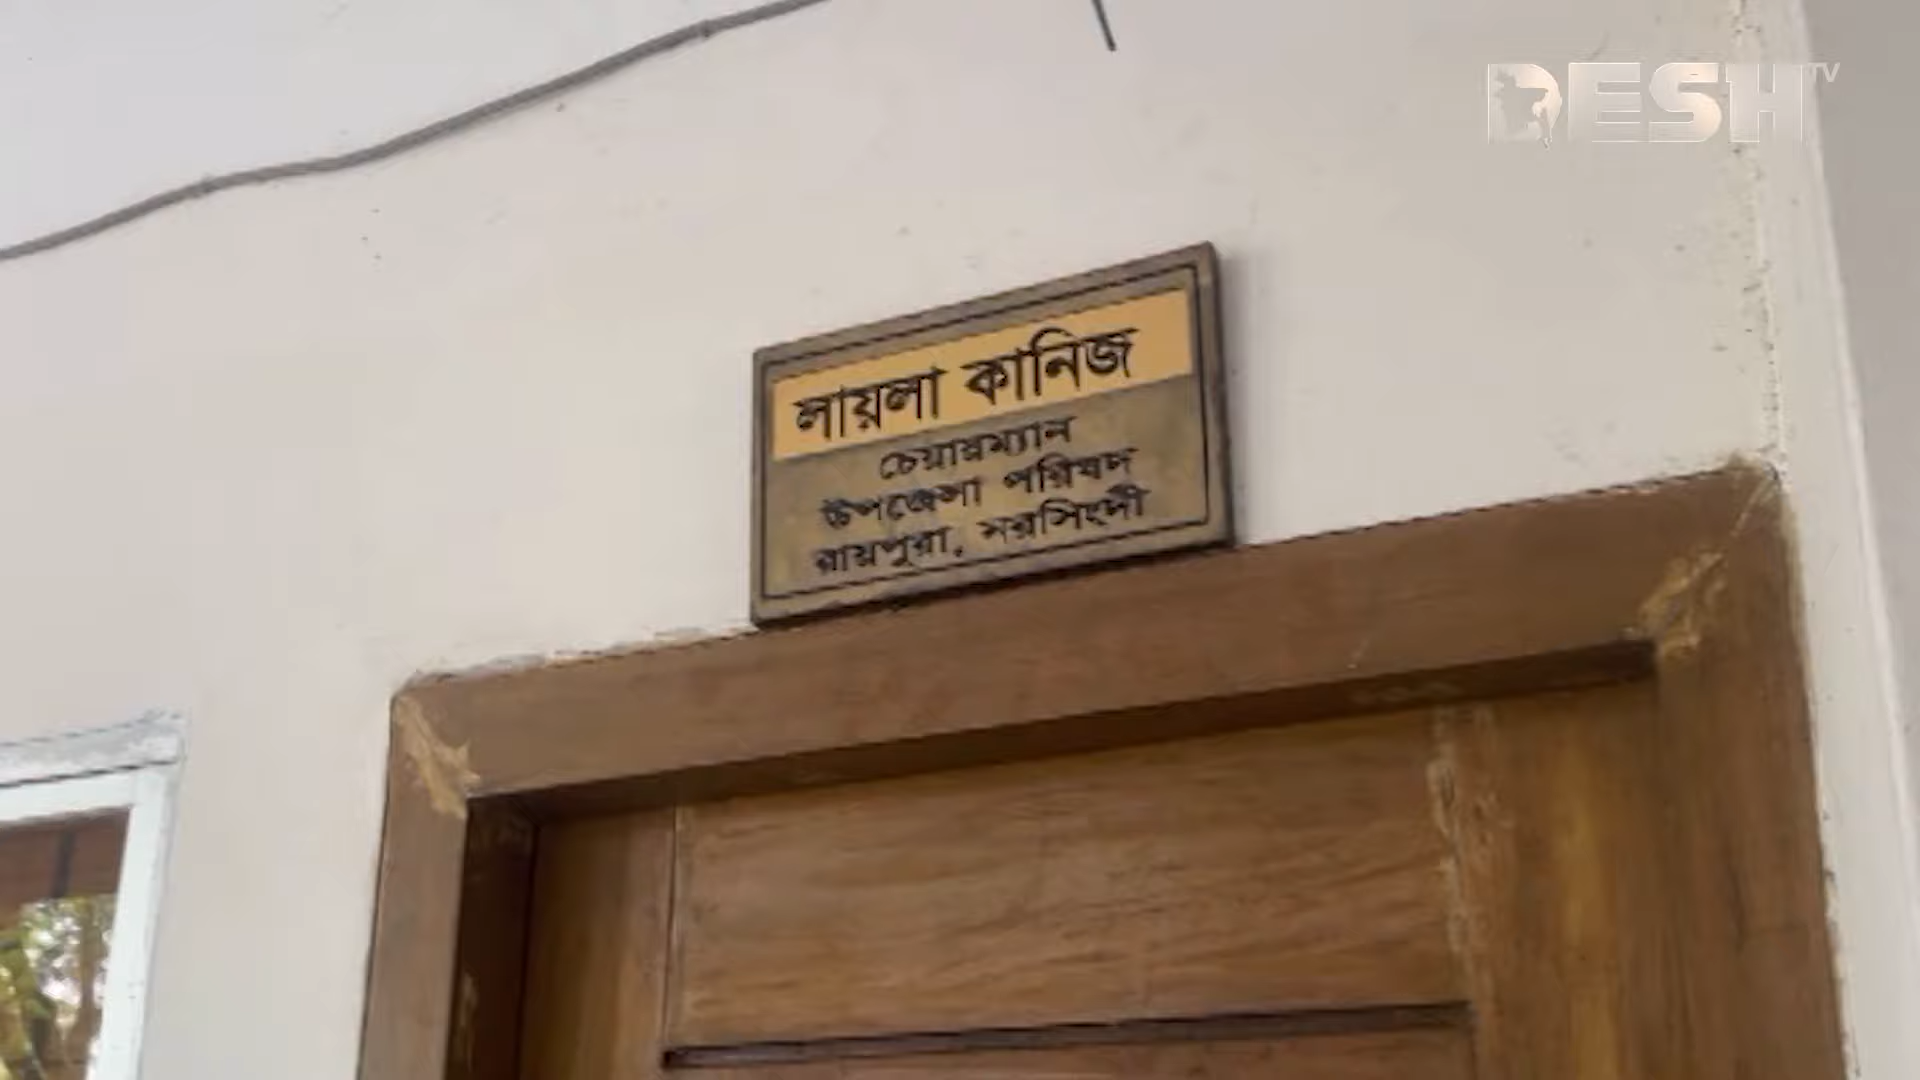 DESH TV
লায়লা কানিজ
চেয়ারম্যান
উপজেলা পরিষদ
রায়পুরা, নরসিংদী